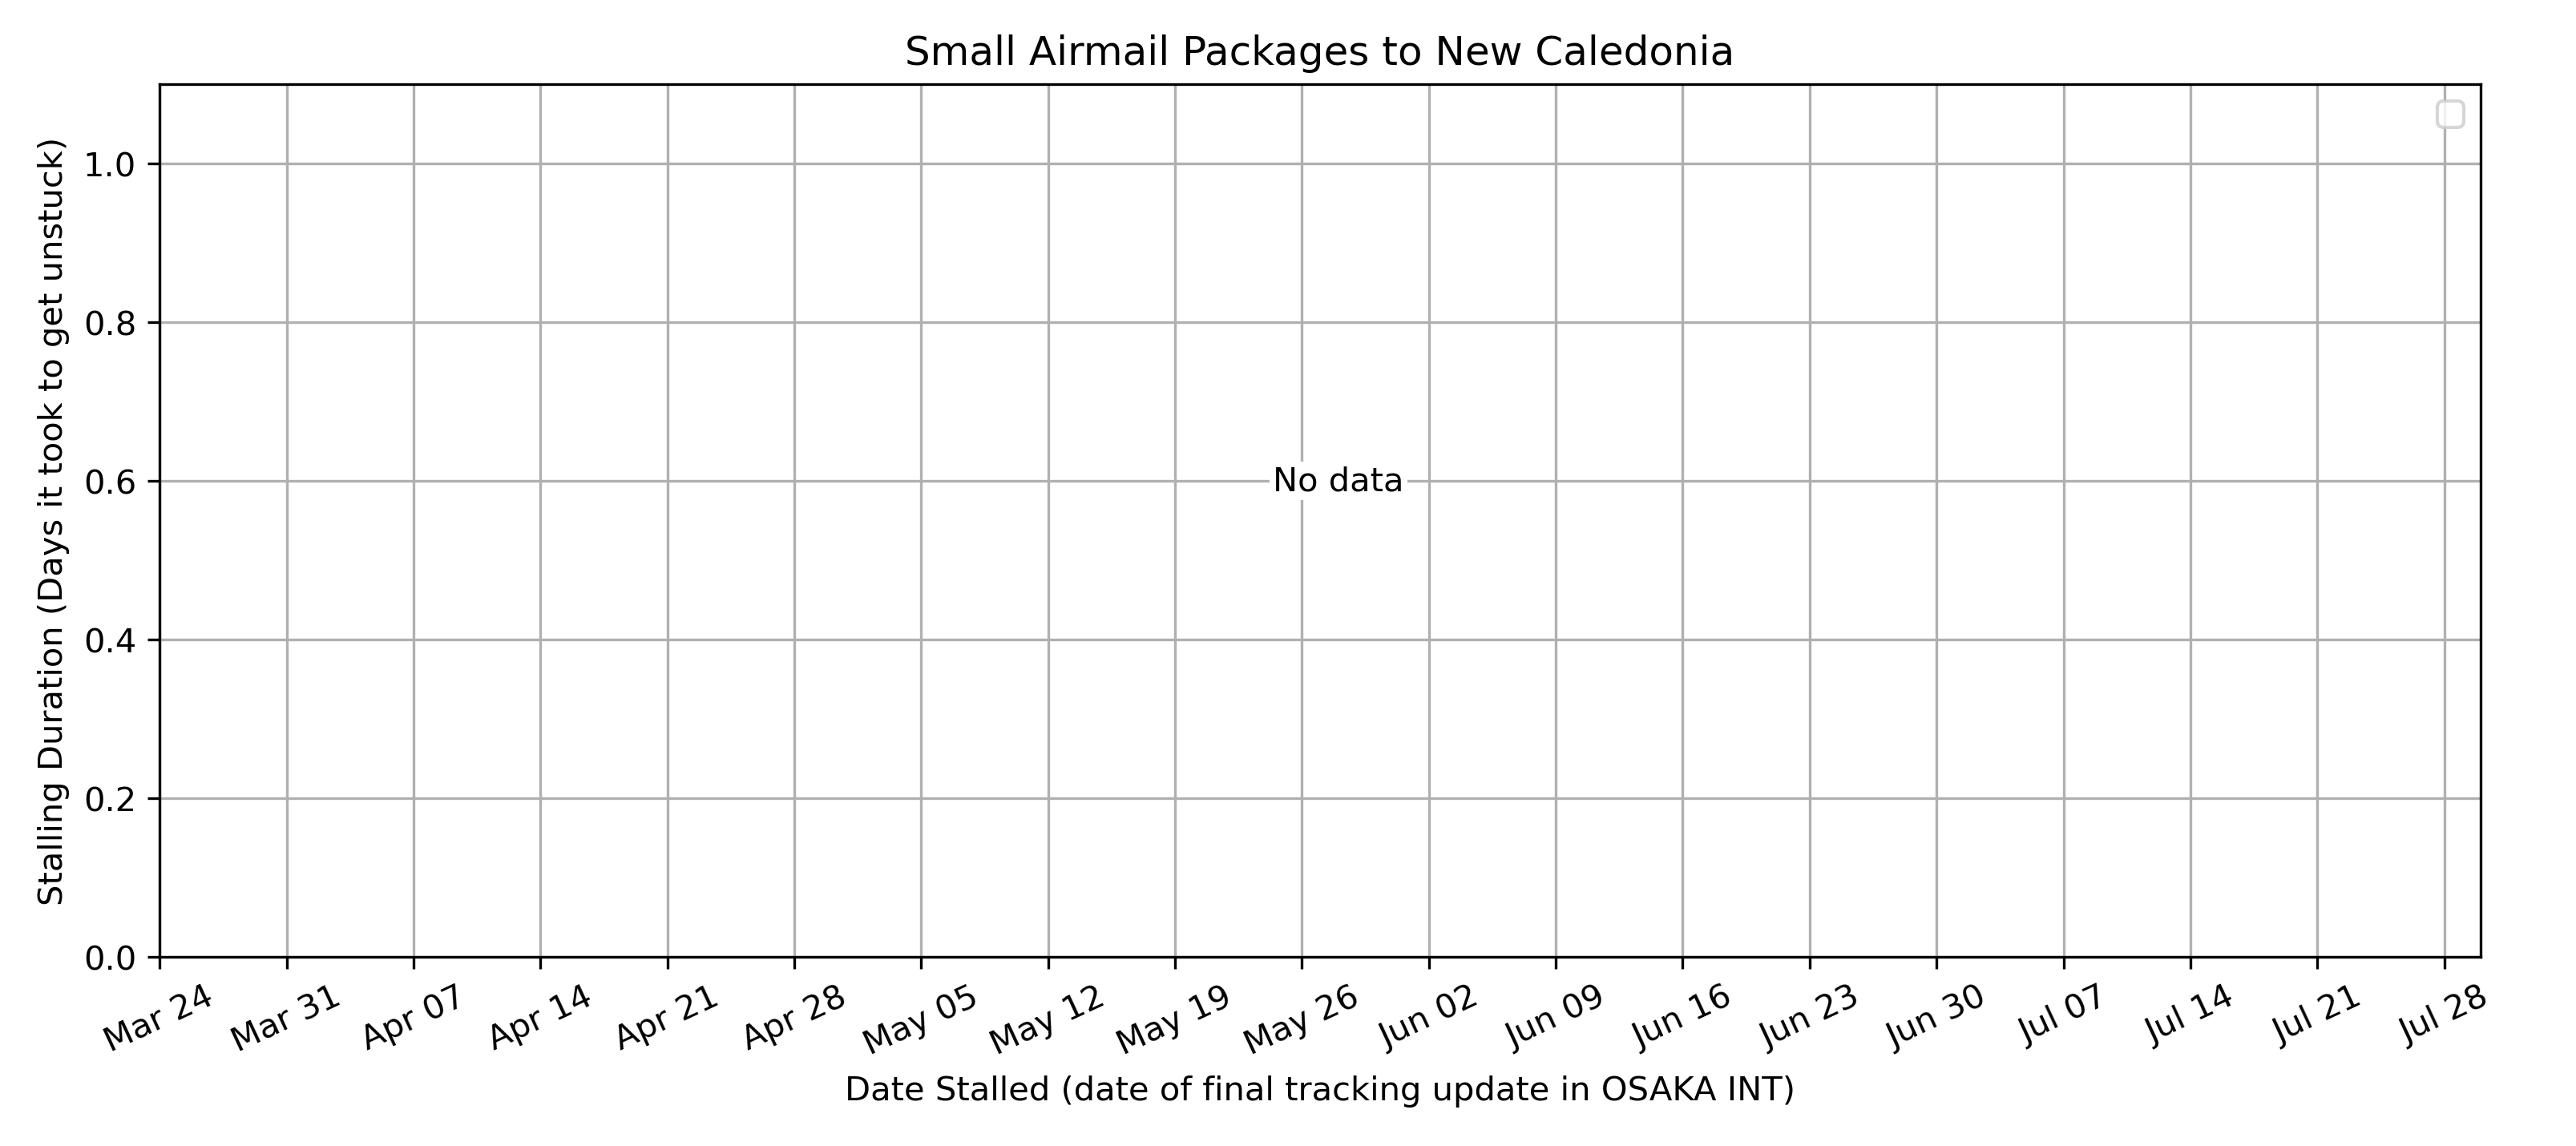 Small Airmail Packages to New Caledonia
Stalling Duration (Days it took to get unstuck)
1.0
0.8
0.6
0.4
0.2
0.0
No data
Mar 24
Mar 31
Apr 07
Apr 14
Apr 21
Apr 28
May 05
May 12
May 19
May 26
Jun 02
Jun 09
Jun 16
Jun 23
Jun 30
Jul 07
Jul 14
Jul 21
Jul 28
Date Stalled (date of final tracking update in OSAKA INT)